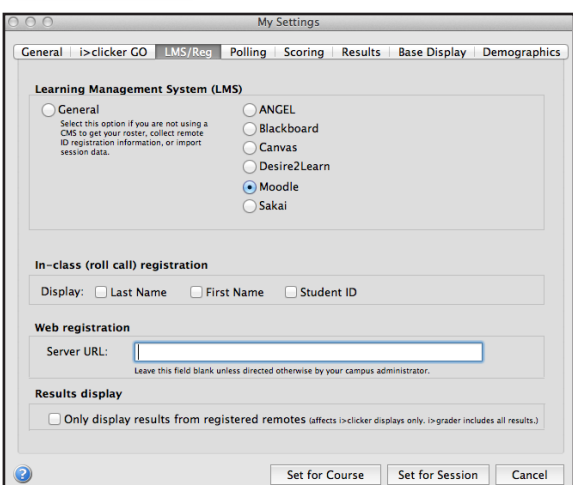 My Settings
General i>clicker GO LMS/Reg Polling Scoring Results Base Display Demographics
Learning Management System (LMS)
General
Select this option if you are not using a
CMS to get your roster, collect remote
ID registration information, or import
session data.
ANGEL
Blackboard
Canvas
Desire2Learn
Moodle
Sakai
In-class (roll call) registration
Display: Last Name First Name Student ID
Web registration
Server URL:
Leave this field blank unless directed otherwise by your campus administrator.
Results display
Only display results from registered remotes (affects i>clicker displays only. i>grader includes all results.)
? Set for Course Set for Session Cancel